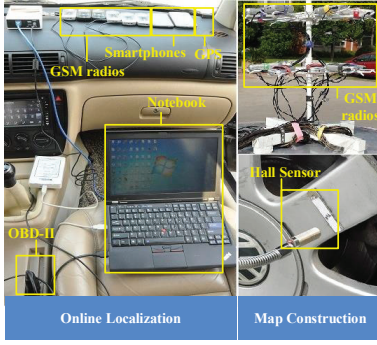 Smartphones
GPS
GSM radios
Notebook
OBD-II
GSM
radios
Hall Sensor
Online Localization
Map Construction